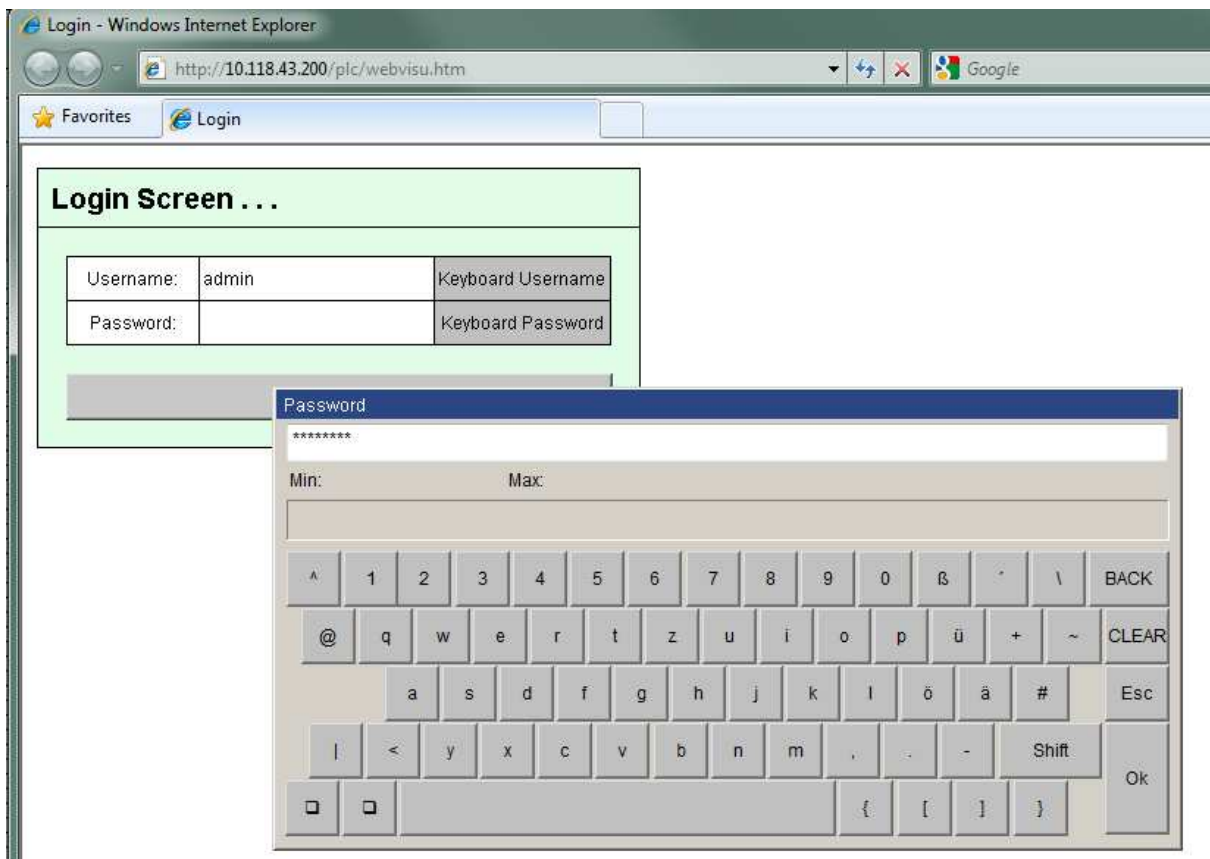 Login - Windows Internet Explorer
http://10.118.43.200/plc/webvisu.htm
Google
Favorites
Login
Login Screen . . .
Username: admin Keyboard Username
Password: Keyboard Password
Password
********
Min: Max:
^ 1 2 3 4 5 6 7 8 9 0 ß ´ \ BACK
@ q w e r t z u i o p ü + ~ CLEAR
a s d f g h j k l ö ä # Esc
| < y x c v b n m , . - Shift
Ok
{ [ ] }